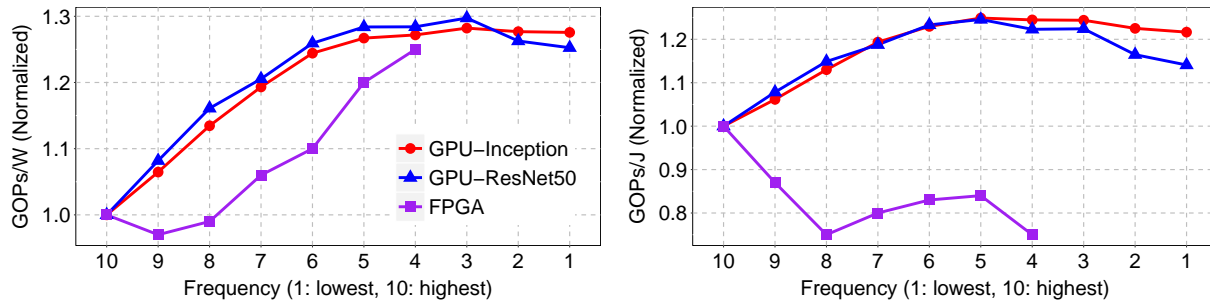 GOPs/W (Normalized)
1.3
1.2
1.1
1.0
GPU−Inception
GPU−ResNet50
FPGA
10 9 8 7 6 5 4 3 2 1
Frequency (1: lowest, 10: highest)
GOPs/J (Normalized)
1.2
1.1
1.0
0.9
0.8
10 9 8 7 6 5 4 3 2 1
Frequency (1: lowest, 10: highest)